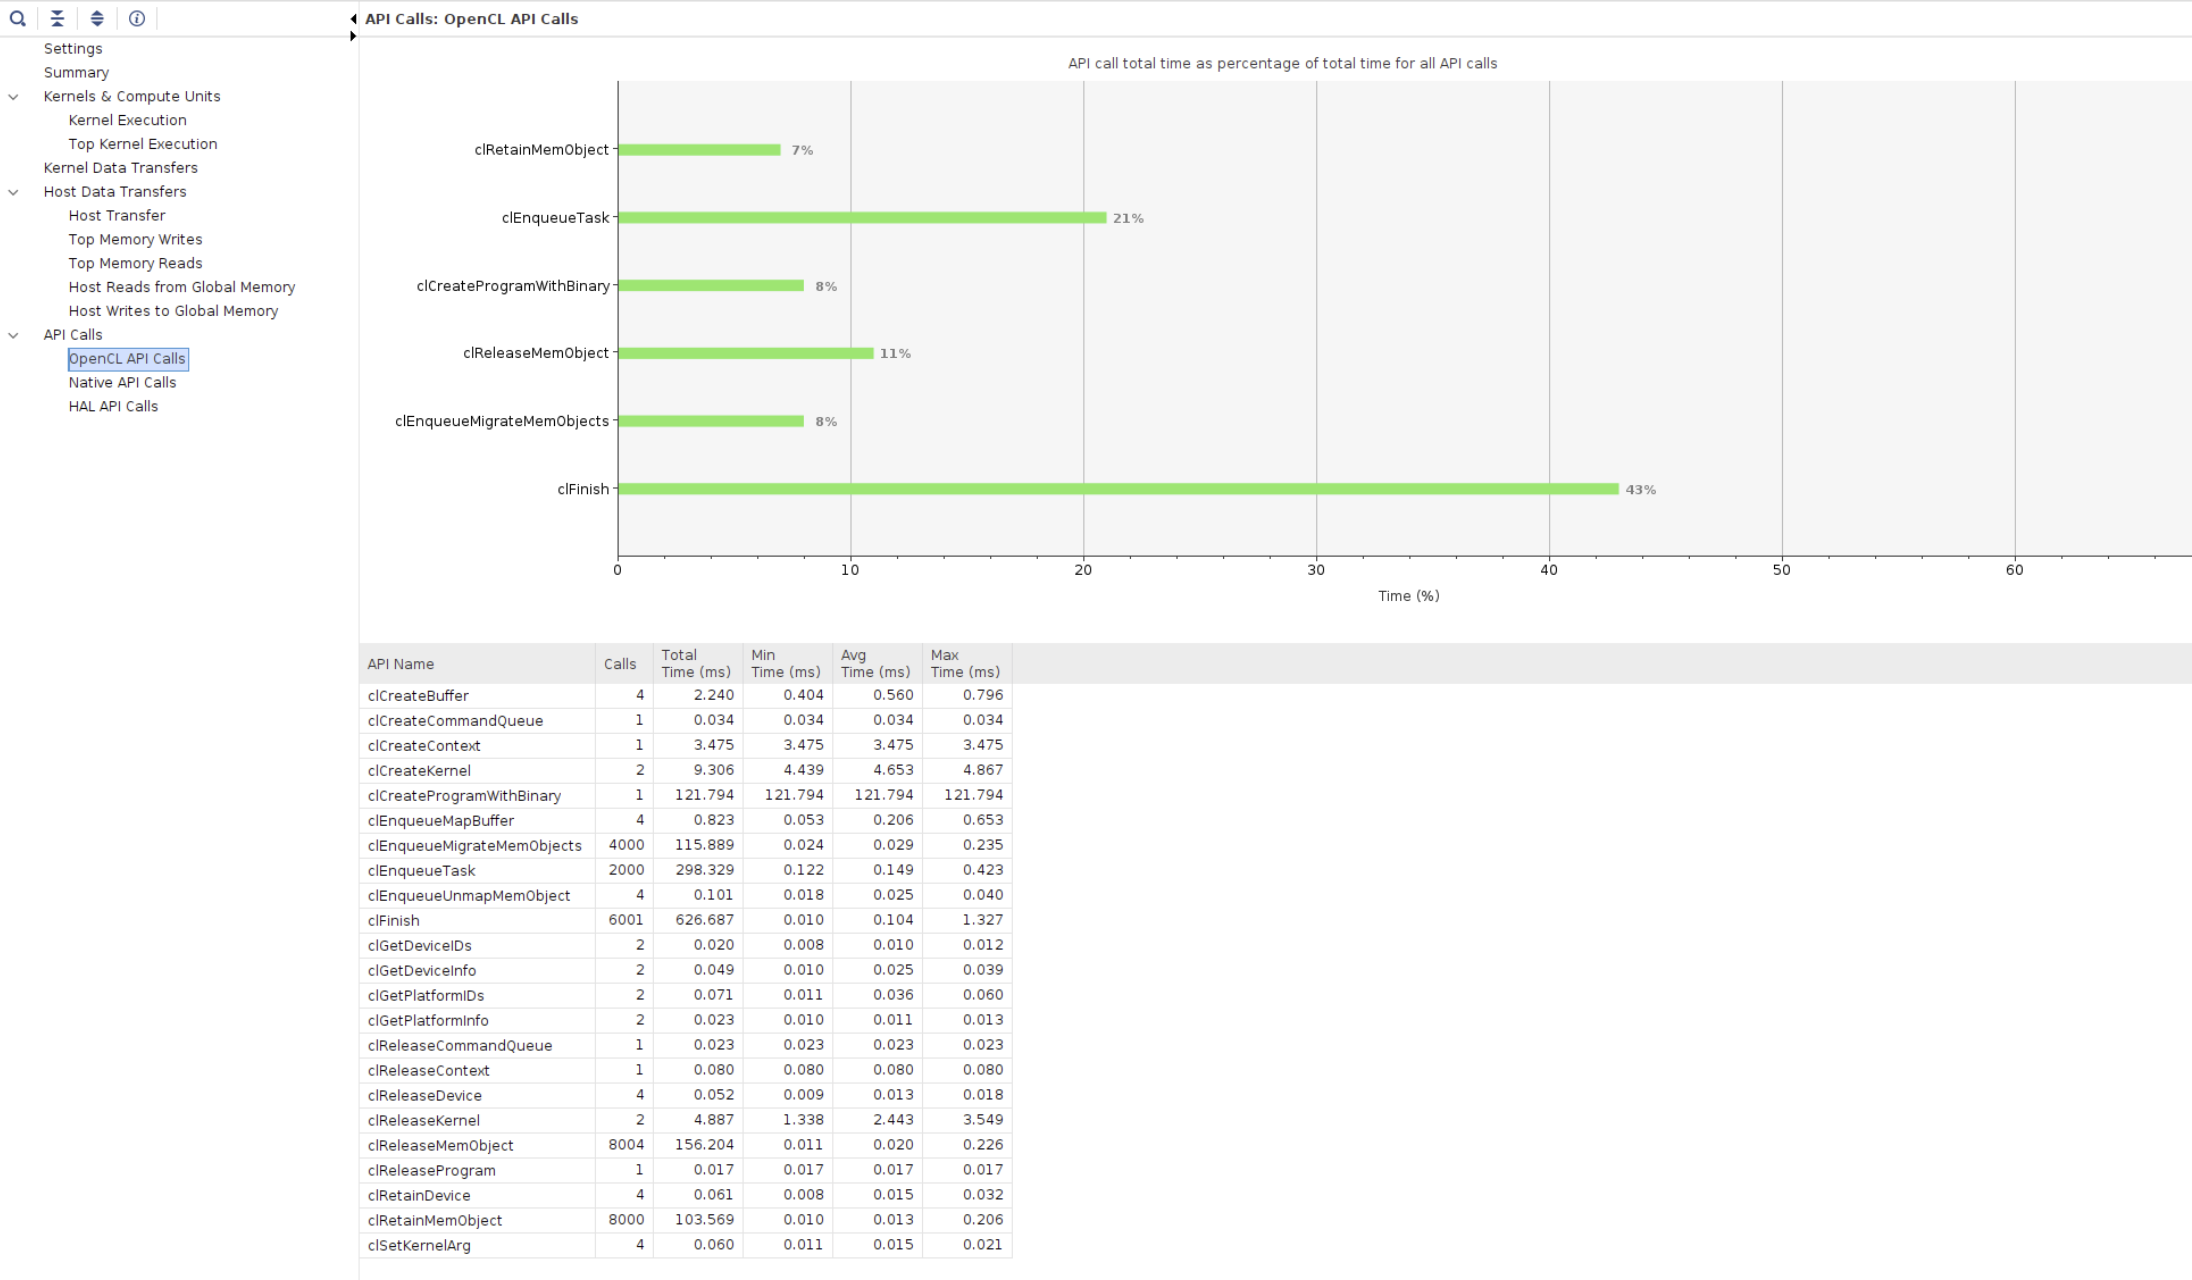 API Calls: OpenCL API Calls
Settings
Summary
Kernels & Compute Units
Kernel Execution
Top Kernel Execution
Kernel Data Transfers
Host Data Transfers
Host Transfer
Top Memory Writes
Top Memory Reads
Host Reads from Global Memory
Host Writes to Global Memory
API Calls
OpenCL API Calls
Native API Calls
HAL API Calls
API call total time as percentage of total time for all API calls
clRetainMemObject 7%
clEnqueueTask 21%
clCreateProgramWithBinary 8%
clReleaseMemObject 11%
clEnqueueMigrateMemObjects 8%
clFinish 43%
0 10 20 30 40 50 60
Time (%)
API Name Calls Total Time (ms) Min Time (ms) Avg Time (ms) Max Time (ms)
clCreateBuffer 4 2.240 0.404 0.560 0.796
clCreateCommandQueue 1 0.034 0.034 0.034 0.034
clCreateContext 1 3.475 3.475 3.475 3.475
clCreateKernel 2 9.306 4.439 4.653 4.867
clCreateProgramWithBinary 1 121.794 121.794 121.794 121.794
clEnqueueMapBuffer 4 0.823 0.053 0.206 0.653
clEnqueueMigrateMemObjects 4000 115.889 0.024 0.029 0.235
clEnqueueTask 2000 298.329 0.122 0.149 0.423
clEnqueueUnmapMemObject 4 0.101 0.018 0.025 0.040
clFinish 6001 626.687 0.010 0.104 1.327
clGetDeviceIDs 2 0.020 0.008 0.010 0.012
clGetDeviceInfo 2 0.049 0.010 0.025 0.039
clGetPlatformIDs 2 0.071 0.011 0.036 0.060
clGetPlatformInfo 2 0.023 0.010 0.011 0.013
clReleaseCommandQueue 1 0.023 0.023 0.023 0.023
clReleaseContext 1 0.080 0.080 0.080 0.080
clReleaseDevice 4 0.052 0.009 0.013 0.018
clReleaseKernel 2 4.887 1.338 2.443 3.549
clReleaseMemObject 8004 156.204 0.011 0.020 0.226
clReleaseProgram 1 0.017 0.017 0.017 0.017
clRetainDevice 4 0.061 0.008 0.015 0.032
clRetainMemObject 8000 103.569 0.010 0.013 0.206
clSetKernelArg 4 0.060 0.011 0.015 0.021